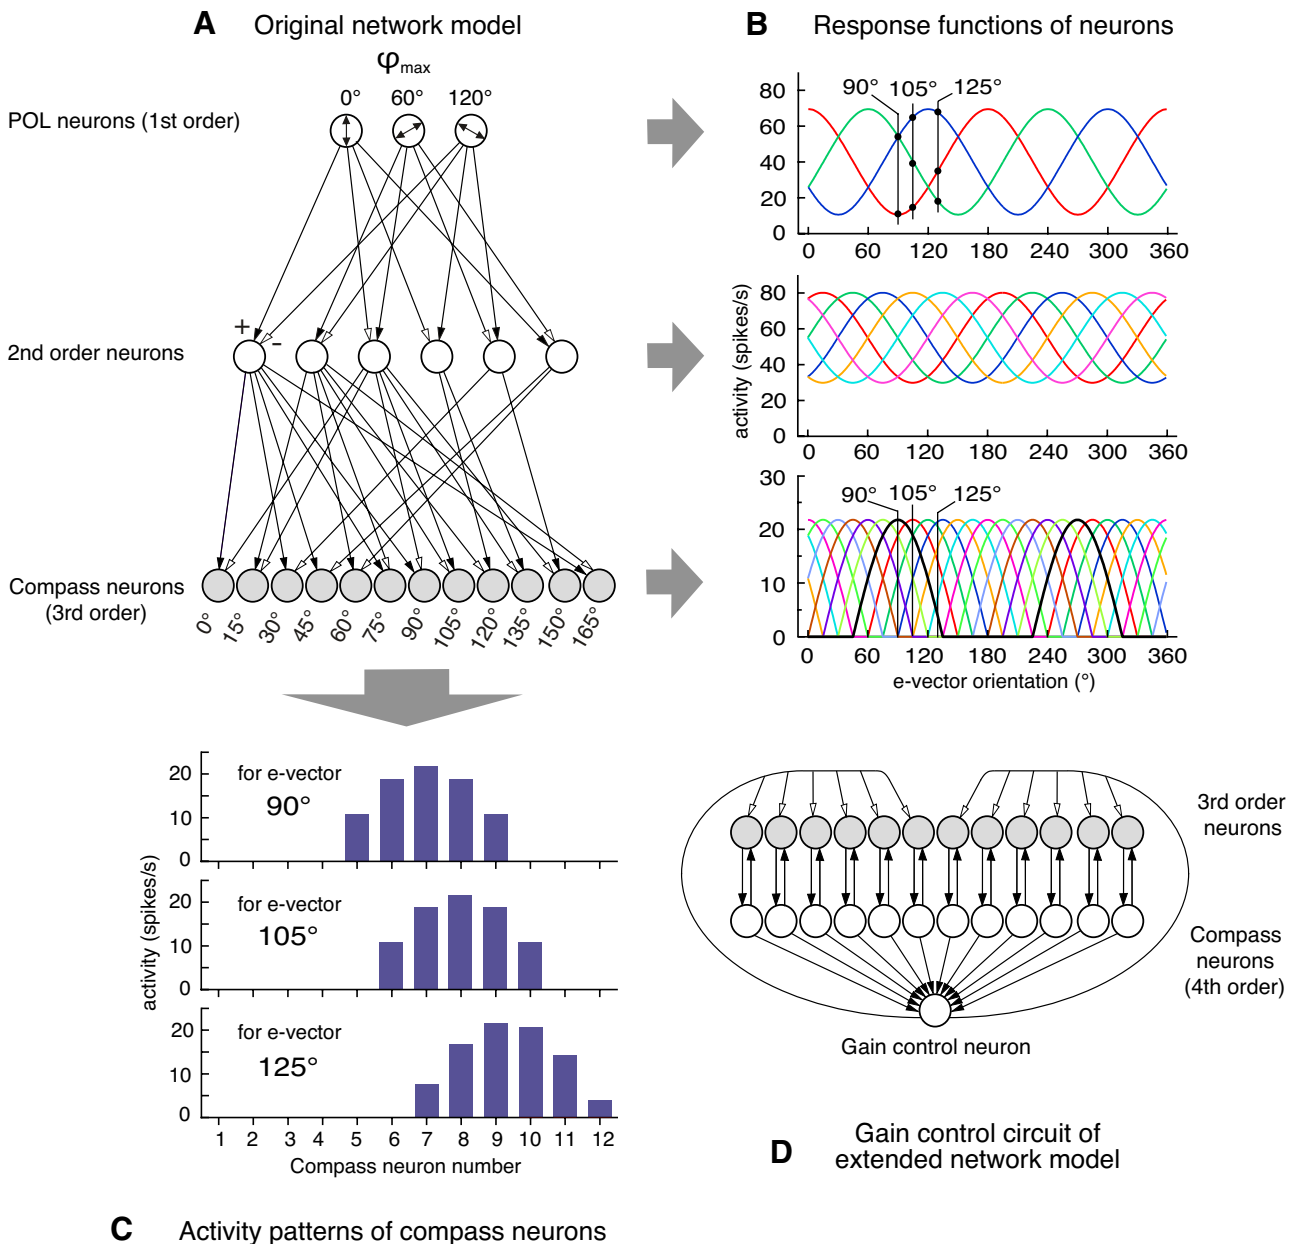 A Original network model
φmax
0° 60° 120°
POL neurons (1st order)
+
-
2nd order neurons
Compass neurons
(3rd order)
0° 15° 30° 45° 60° 75° 90° 105° 120° 135° 150° 165°
B Response functions of neurons
90° 105° 125°
80
60
40
20
0
0 60 120 180 240 300 360
80
60
40
20
0
0 60 120 180 240 300 360
activity (spikes/s)
90° 105° 125°
30
20
10
0
0 60 120 180 240 300 360
e-vector orientation (°)
for e-vector
90°
20
10
0
for e-vector
105°
20
10
0
activity (spikes/s)
for e-vector
125°
20
10
0
1 2 3 4 5 6 7 8 9 10 11 12
Compass neuron number
C Activity patterns of compass neurons
3rd order
neurons
Compass
neurons
(4th order)
Gain control neuron
D Gain control circuit of
extended network model